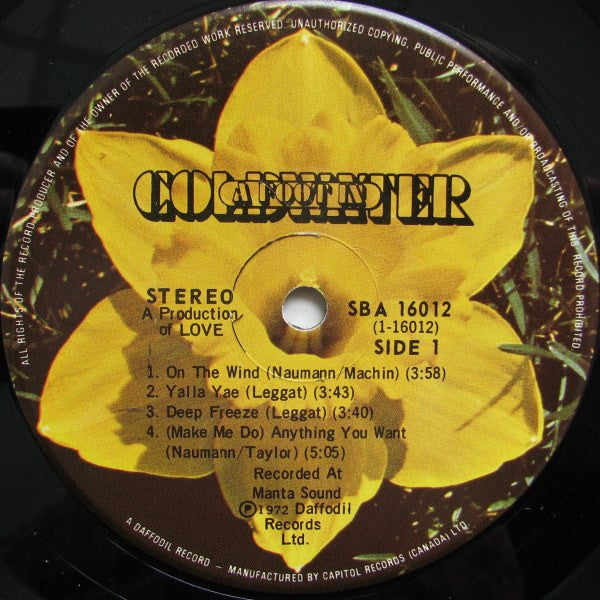 ALL RIGHTS OF THE RECORD PRODUCER AND OF THE OWNER OF THE RECORDED WORK RESERVED. UNAUTHORIZED COPYING, PUBLIC PERFORMANCE AND/OR BROADCASTING OF THIS RECORD PROHIBITED
A FOOT IN
COLDWATER
STEREO
A Production
of LOVE
SBA 16012
(1-16012)
SIDE 1
1. On The Wind (Naumann/Machin) (3:58)
2. Yalla Yae (Leggat) (3:43)
3. Deep Freeze (Leggat) (3:40)
4. (Make Me Do) Anything You Want
(Naumann/Taylor) (5:05)
Recorded At
Manta Sound
Ⓟ1972 Daffodil
Records
Ltd.
A DAFFODIL RECORD — MANUFACTURED BY CAPITOL RECORDS (CANADA) LTD.